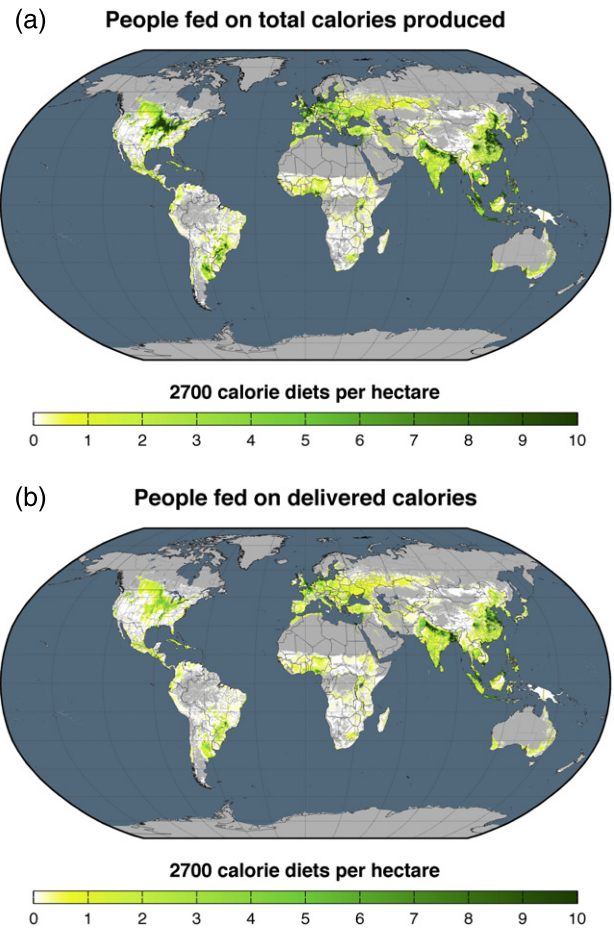 (a) People fed on total calories produced
2700 calorie diets per hectare
0 1 2 3 4 5 6 7 8 9 10
(b) People fed on delivered calories
2700 calorie diets per hectare
0 1 2 3 4 5 6 7 8 9 10